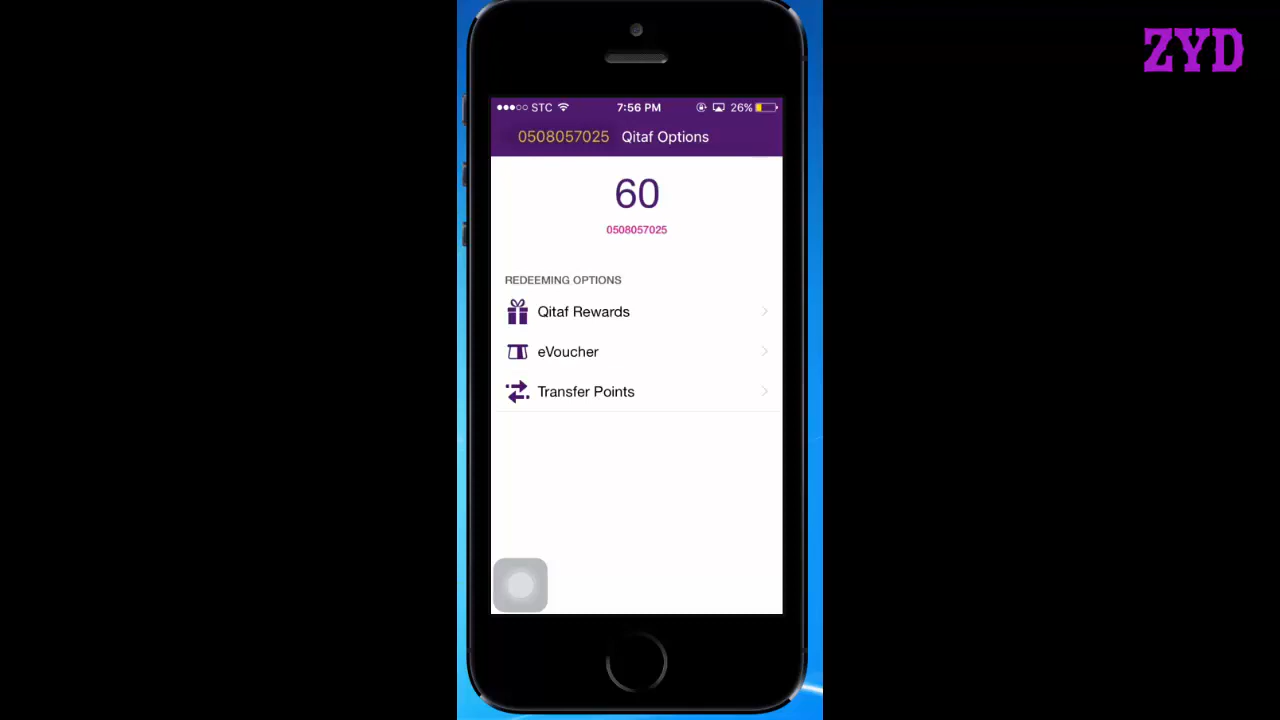 ZYD
STC 7:56 PM 26%
0508057025 Qitaf Options
60
0508057025
REDEEMING OPTIONS
Qitaf Rewards
eVoucher
Transfer Points